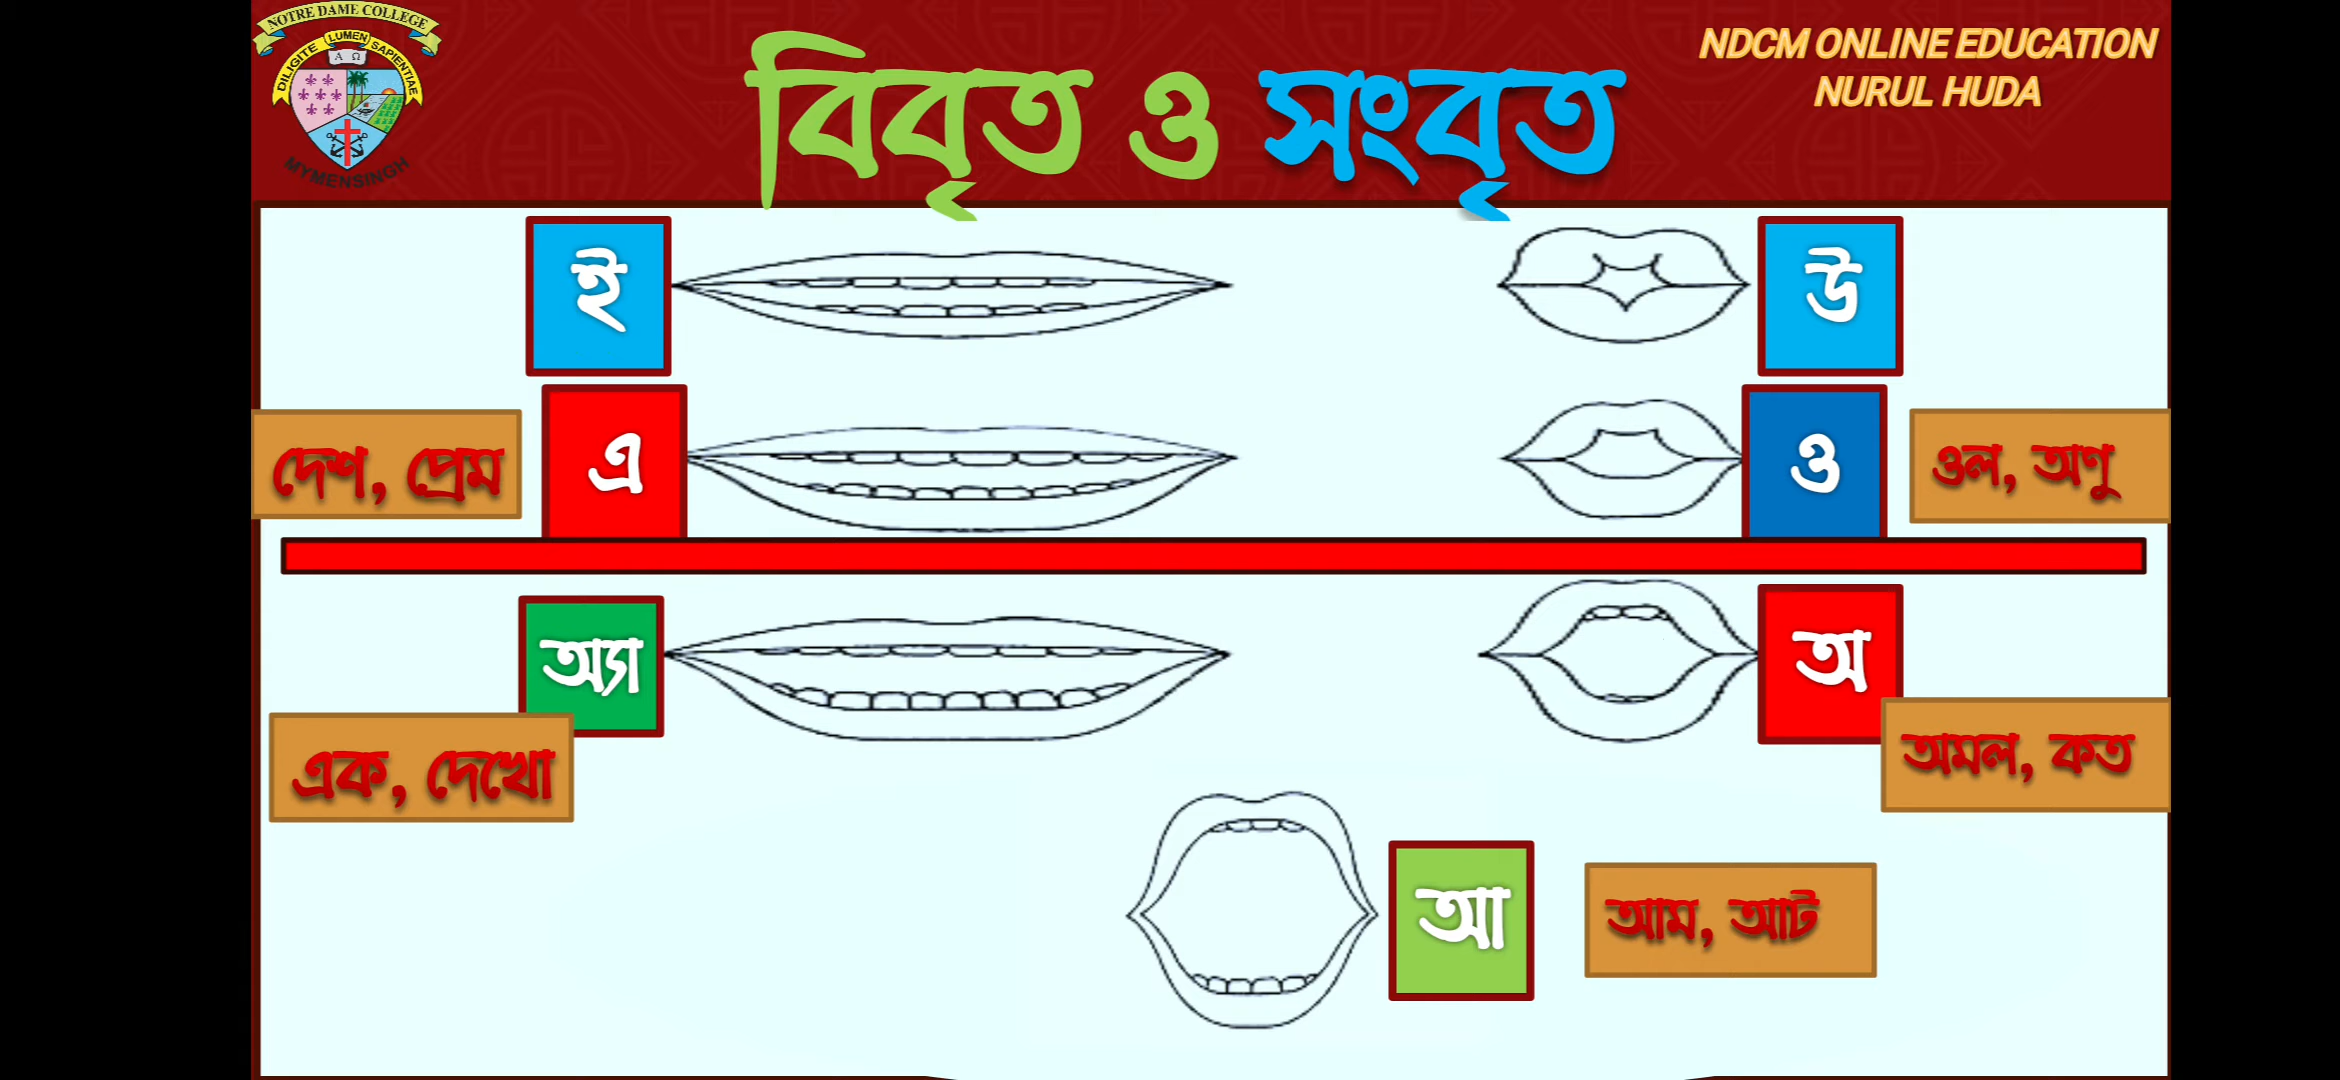 NOTRE DAME COLLEGE
DILIGITE LUMEN SAPIENTIAE
Α Ω
MYMENSINGH
বিবৃত ও সংবৃত
NDCM ONLINE EDUCATION
NURUL HUDA
ই
উ
দেশ, প্রেম
এ
ও
ওল, অণু
অ্যা
অ
এক, দেখো
অমল, কত
আ
আম, আট